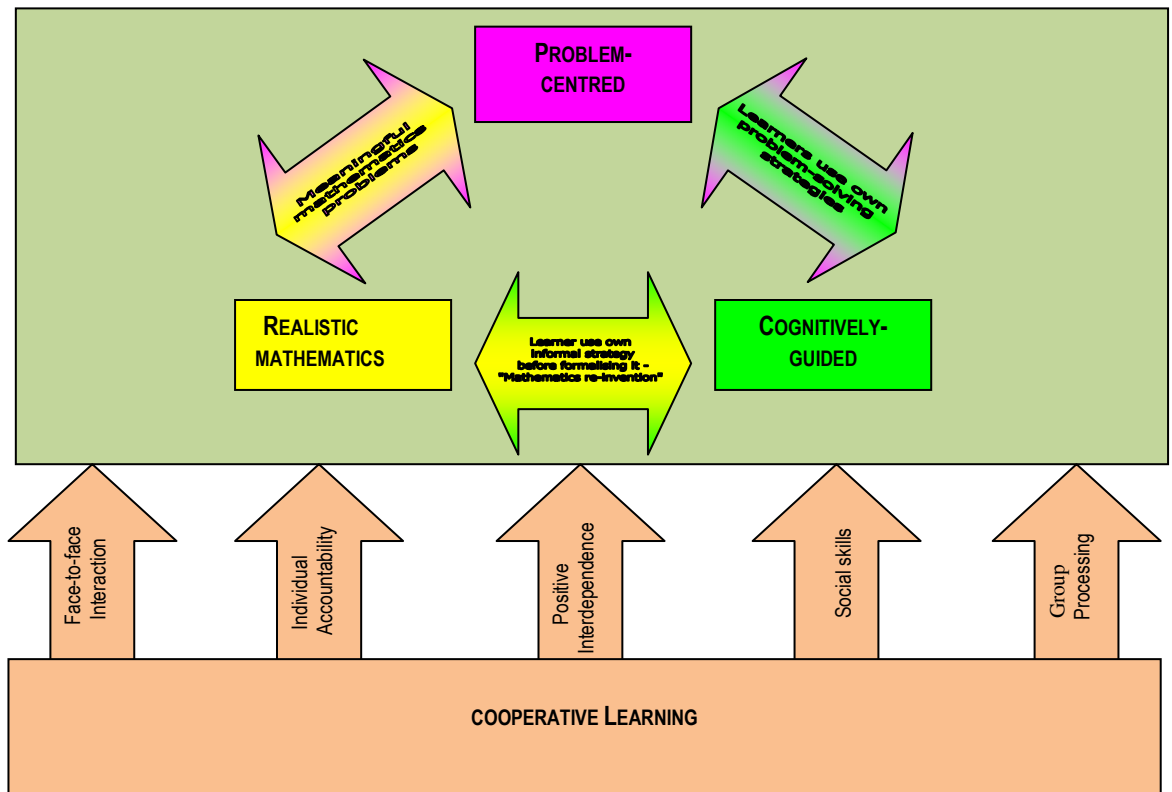 PROBLEM-
CENTRED
Meaningful
mathematics
problems
Learners use own
problem-solving
strategies
REALISTIC
MATHEMATICS
Learner use own
informal strategy
before formalising it -
"Mathematics re-invention"
COGNITIVELY-
GUIDED
Face-to-face
Interaction
Individual
Accountability
Positive
Interdependence
Social skills
Group
Processing
COOPERATIVE LEARNING